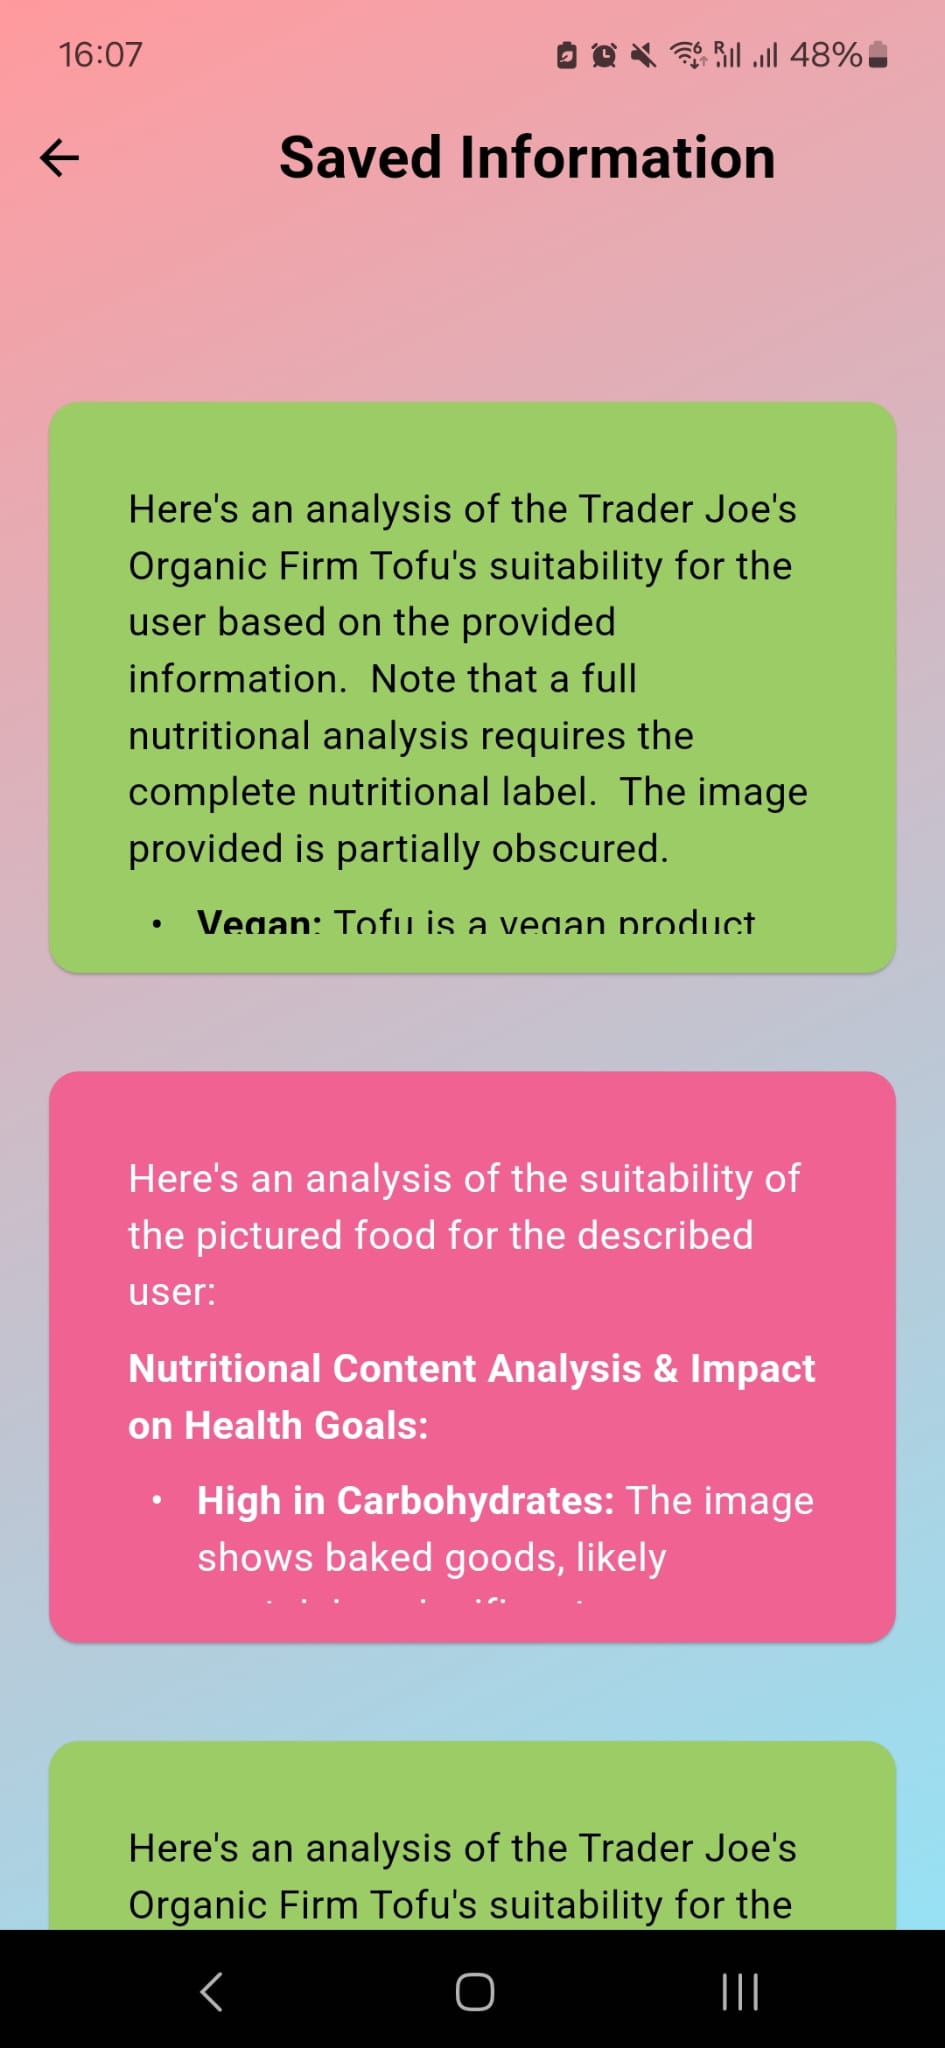 16:07
R
6
48%
Saved Information
Here's an analysis of the Trader Joe's
Organic Firm Tofu's suitability for the
user based on the provided
information.  Note that a full
nutritional analysis requires the
complete nutritional label.  The image
provided is partially obscured.
• Vegan: Tofu is a vegan product
Here's an analysis of the suitability of
the pictured food for the described
user:
Nutritional Content Analysis & Impact
on Health Goals:
• High in Carbohydrates: The image
shows baked goods, likely
Here's an analysis of the Trader Joe's
Organic Firm Tofu's suitability for the